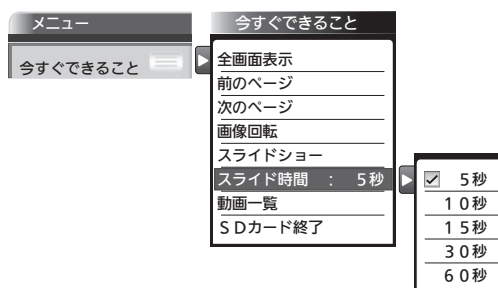 メニュー
今すぐできること
今すぐできること
全画面表示
前のページ
次のページ
画像回転
スライドショー
スライド時間 : 5秒
動画一覧
SDカード終了
5秒
10秒
15秒
30秒
60秒